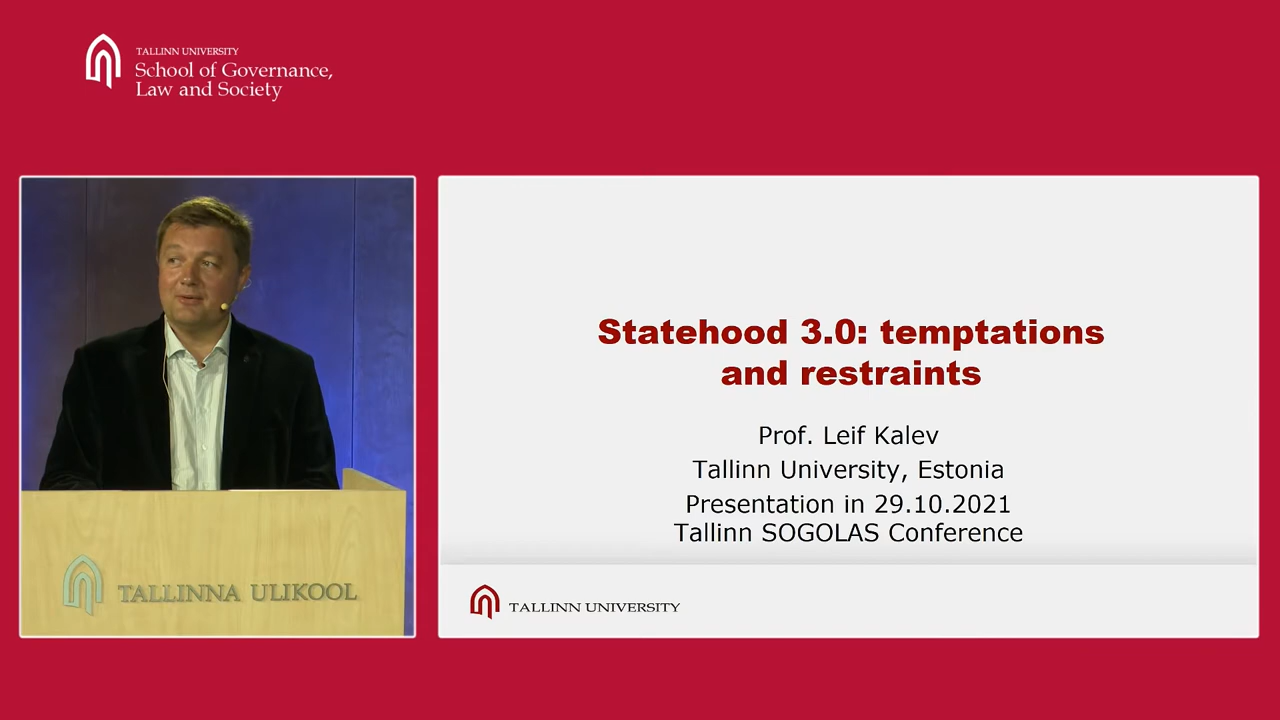 TALLINN UNIVERSITY
School of Governance,
Law and Society
TALLINNA ULIKOOL
Statehood 3.0: temptations
and restraints
Prof. Leif Kalev
Tallinn University, Estonia
Presentation in 29.10.2021
Tallinn SOGOLAS Conference
TALLINN UNIVERSITY